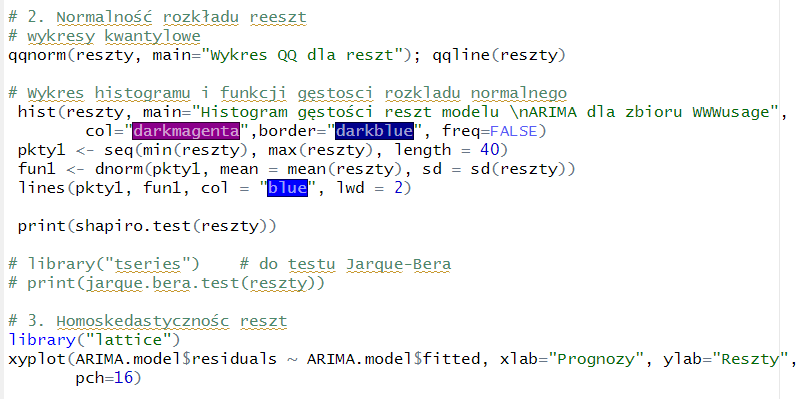 # 2. Normalność rozkładu reeszt
# wykresy kwantylowe
qqnorm(reszty, main="Wykres QQ dla reszt"); qqline(reszty)
# Wykres histogramu i funkcji gęstosci rozkladu normalnego
hist(reszty, main="Histogram gęstości reszt modelu \nARIMA dla zbioru WWWusage",
col="darkmagenta",border="darkblue", freq=FALSE)
pkty1 <- seq(min(reszty), max(reszty), length = 40)
fun1 <- dnorm(pkty1, mean = mean(reszty), sd = sd(reszty))
lines(pkty1, fun1, col = "blue", lwd = 2)
print(shapiro.test(reszty))
# library("tseries") # do testu Jarque-Bera
# print(jarque.bera.test(reszty))
# 3. Homoskedastycznośc reszt
library("lattice")
xyplot(ARIMA.model$residuals ~ ARIMA.model$fitted, xlab="Prognozy", ylab="Reszty",
pch=16)